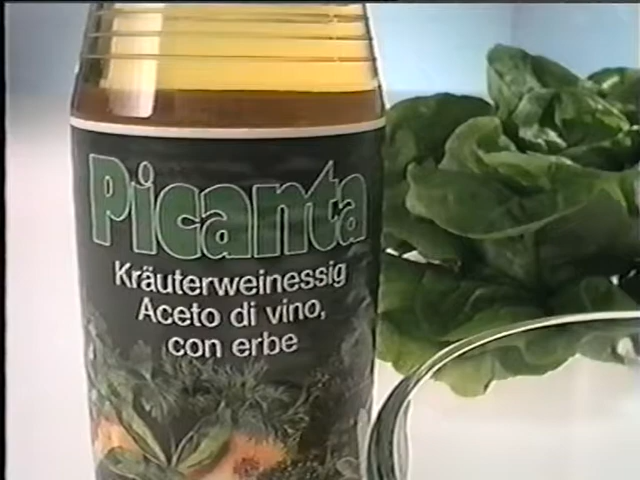 Picanta
Kräuterweinessig
Aceto di vino,
con erbe